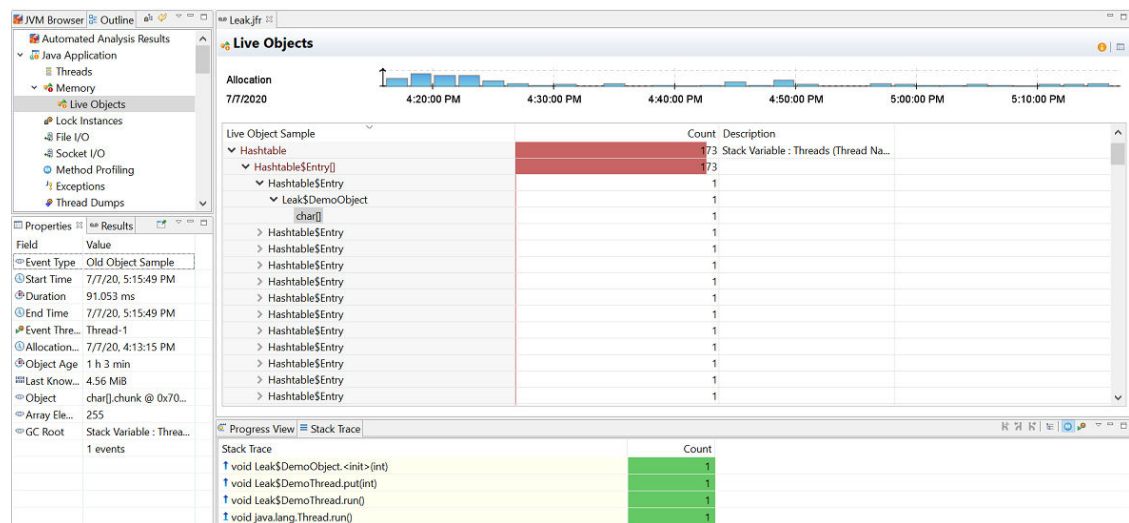 JVM Browser Outline
Automated Analysis Results
Java Application
Threads
Memory
Live Objects
Lock Instances
File I/O
Socket I/O
Method Profiling
Exceptions
Thread Dumps
Properties Results
Field Value
Event Type Old Object Sample
Start Time 7/7/20, 5:15:49 PM
Duration 91.053 ms
End Time 7/7/20, 5:15:49 PM
Event Thre... Thread-1
Allocation... 7/7/20, 4:13:15 PM
Object Age 1 h 3 min
Last Know... 4.56 MiB
Object char[].chunk @ 0x70...
Array Ele... 255
GC Root Stack Variable : Threa...
1 events
Leak.jfr
Live Objects
Allocation
7/7/2020 4:20:00 PM 4:30:00 PM 4:40:00 PM 4:50:00 PM 5:00:00 PM 5:10:00 PM
Live Object Sample Count Description
Hashtable 173 Stack Variable : Threads (Thread Na...
Hashtable$Entry[] 173
Hashtable$Entry 1
Leak$DemoObject 1
char[] 1
Hashtable$Entry 1
Hashtable$Entry 1
Hashtable$Entry 1
Hashtable$Entry 1
Hashtable$Entry 1
Hashtable$Entry 1
Hashtable$Entry 1
Hashtable$Entry 1
Hashtable$Entry 1
Hashtable$Entry 1
Hashtable$Entry 1
Progress View Stack Trace
Stack Trace Count
void Leak$DemoObject.<init>(int) 1
void Leak$DemoThread.put(int) 1
void Leak$DemoThread.run() 1
void java.lang.Thread.run() 1